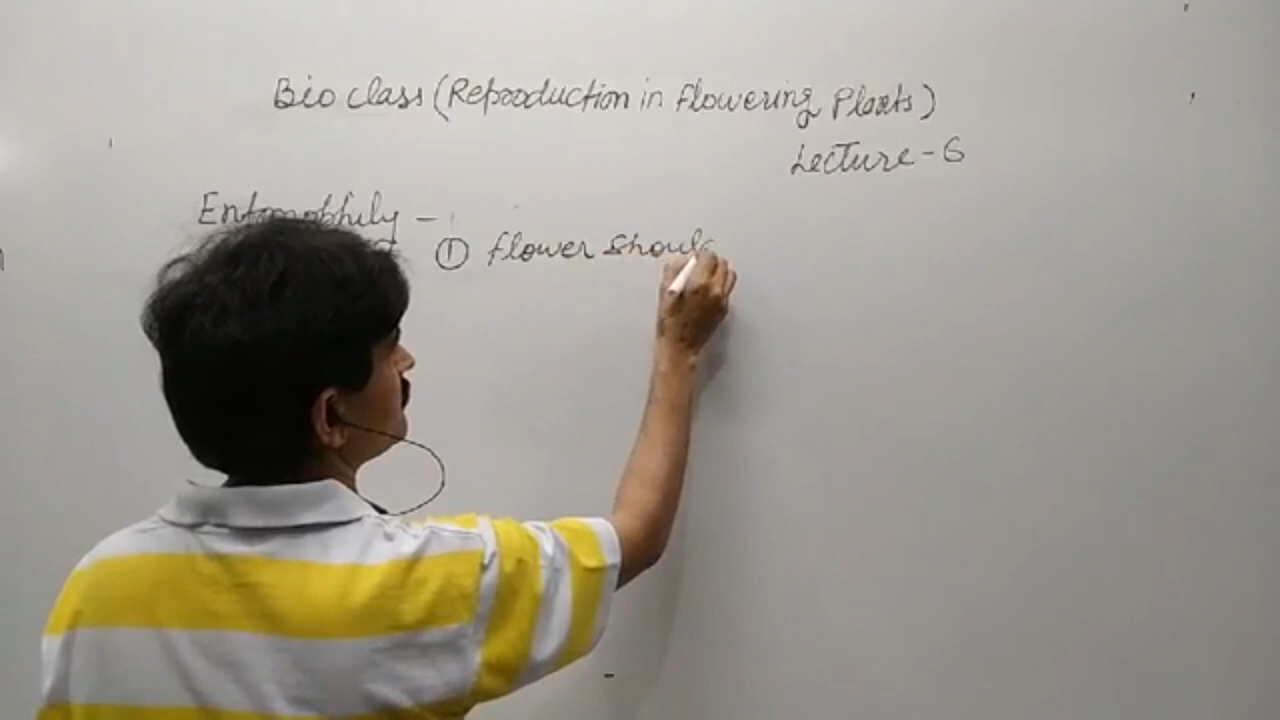 Bio class (Reproduction in flowering Plants)
Lecture - 6
Entomophily -
① flower Should